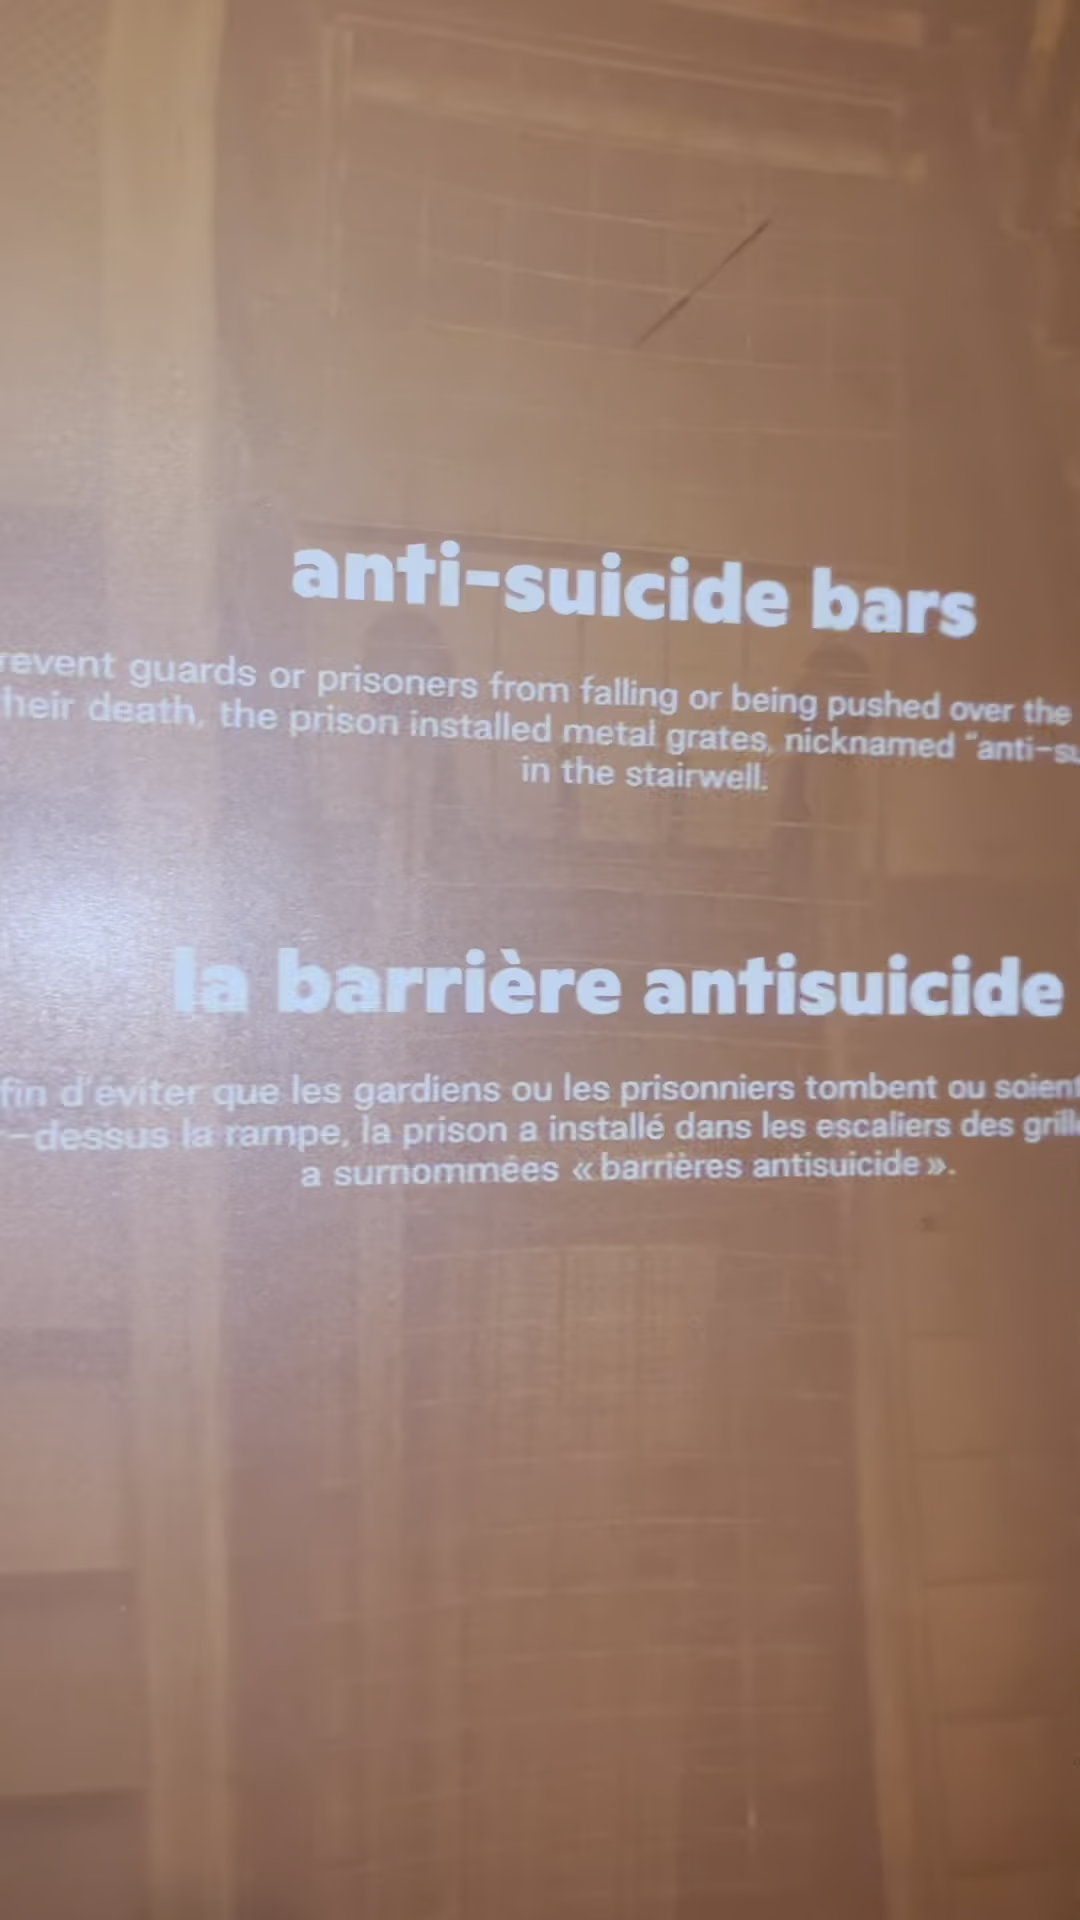 anti-suicide bars
revent guards or prisoners from falling or being pushed over the
heir death, the prison installed metal grates, nicknamed “anti-su
in the stairwell.
la barrière antisuicide
fin d'éviter que les gardiens ou les prisonniers tombent ou soient
-dessus la rampe, la prison a installé dans les escaliers des grille
a surnommées « barrières antisuicide ».